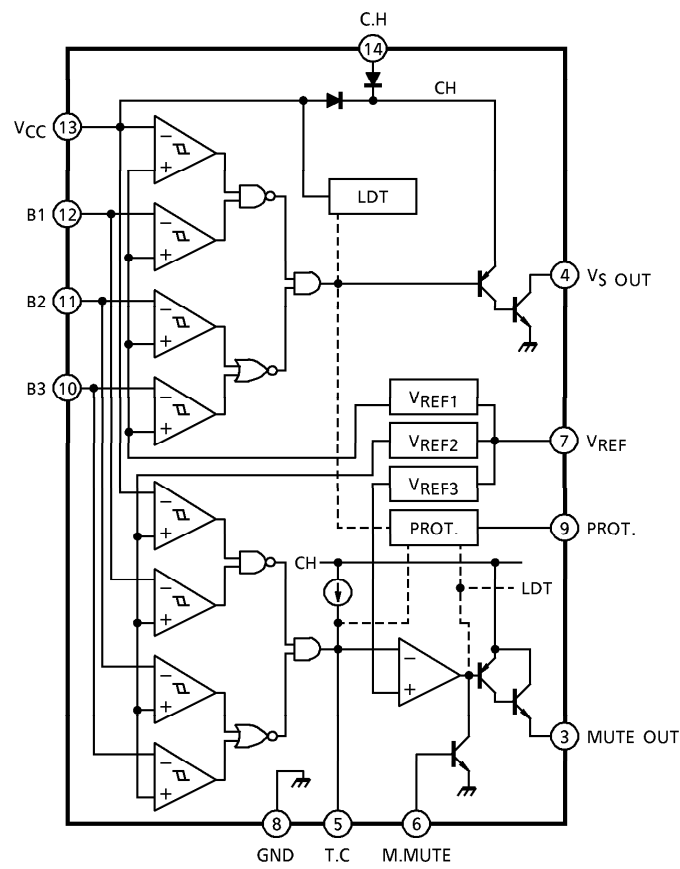 C.H
14
CH
VCC 13
LDT
B1 12
4 VS OUT
B2 11
B3 10
VREF1
VREF2
7 VREF
VREF3
PROT.
9 PROT.
CH
LDT
3 MUTE OUT
8
5
6
GND
T.C
M.MUTE
− +
− +
− +
− +
− +
− +
− +
− +
− +